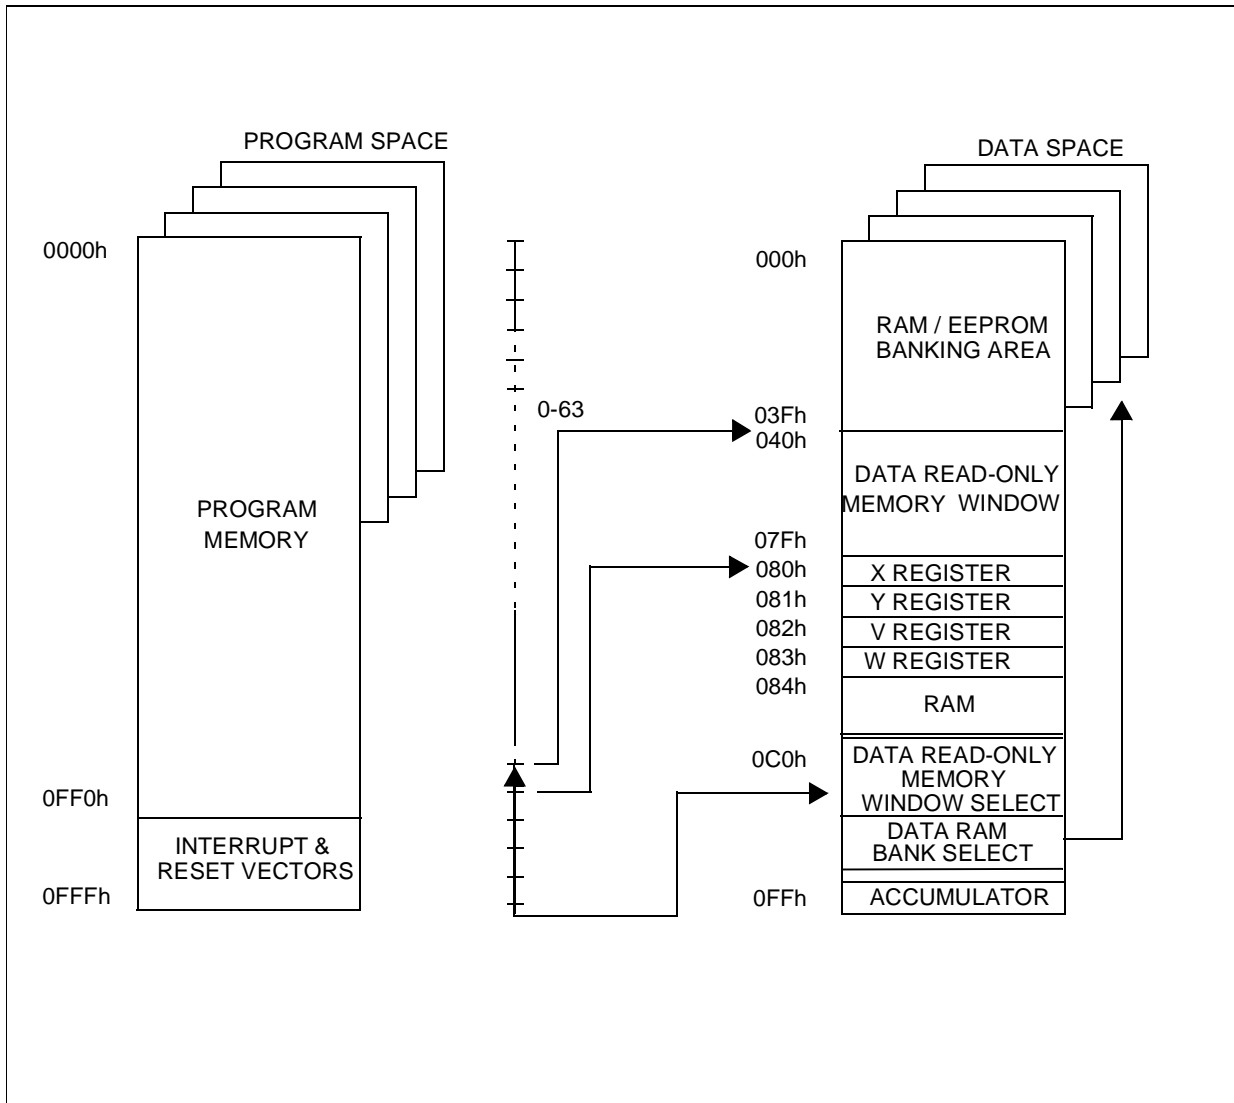 PROGRAM SPACE
0000h
PROGRAM
MEMORY
0FF0h
INTERRUPT &
RESET VECTORS
0FFFh
0-63
DATA SPACE
000h
RAM / EEPROM
BANKING AREA
03Fh
040h
DATA READ-ONLY
MEMORY WINDOW
07Fh
080h
X REGISTER
081h
Y REGISTER
082h
V REGISTER
083h
W REGISTER
084h
RAM
0C0h
DATA READ-ONLY
MEMORY
WINDOW SELECT
DATA RAM
BANK SELECT
0FFh
ACCUMULATOR